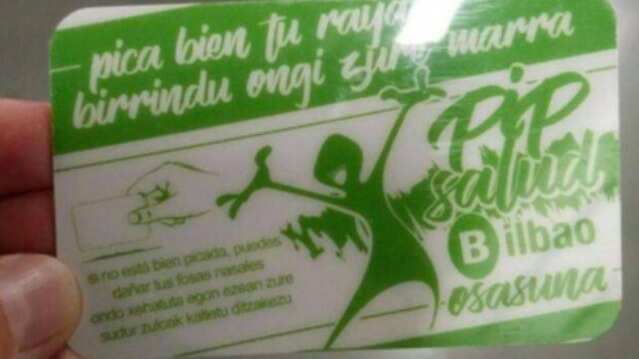 pica bien tu raya
birrindu ongi zure marra
PiP
salud
Bilbao
osasuna
si no está bien picada, puedes
dañar tus fosas nasales
ondo xehatuta egon ezean zure
sudur zuloak kaltetu ditzakezu